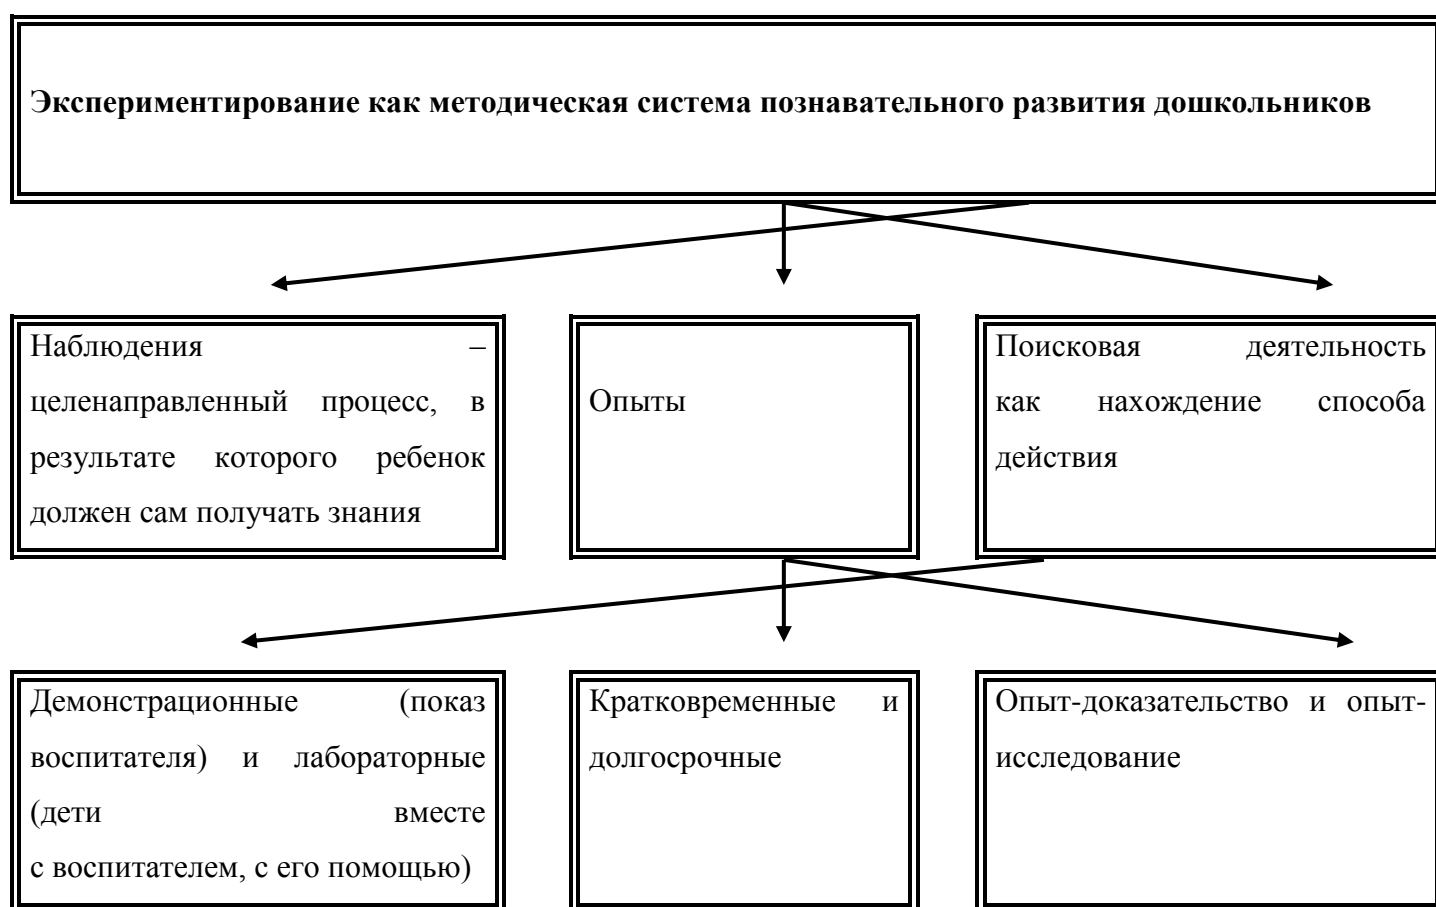 Экспериментирование как методическая система познавательного развития дошкольников
Наблюдения –
целенаправленный процесс, в
результате которого ребенок
должен сам получать знания
Опыты
Поисковая деятельность
как нахождение способа
действия
Демонстрационные (показ
воспитателя) и лабораторные
(дети вместе
с воспитателем, с его помощью)
Кратковременные и
долгосрочные
Опыт-доказательство и опыт-
исследование